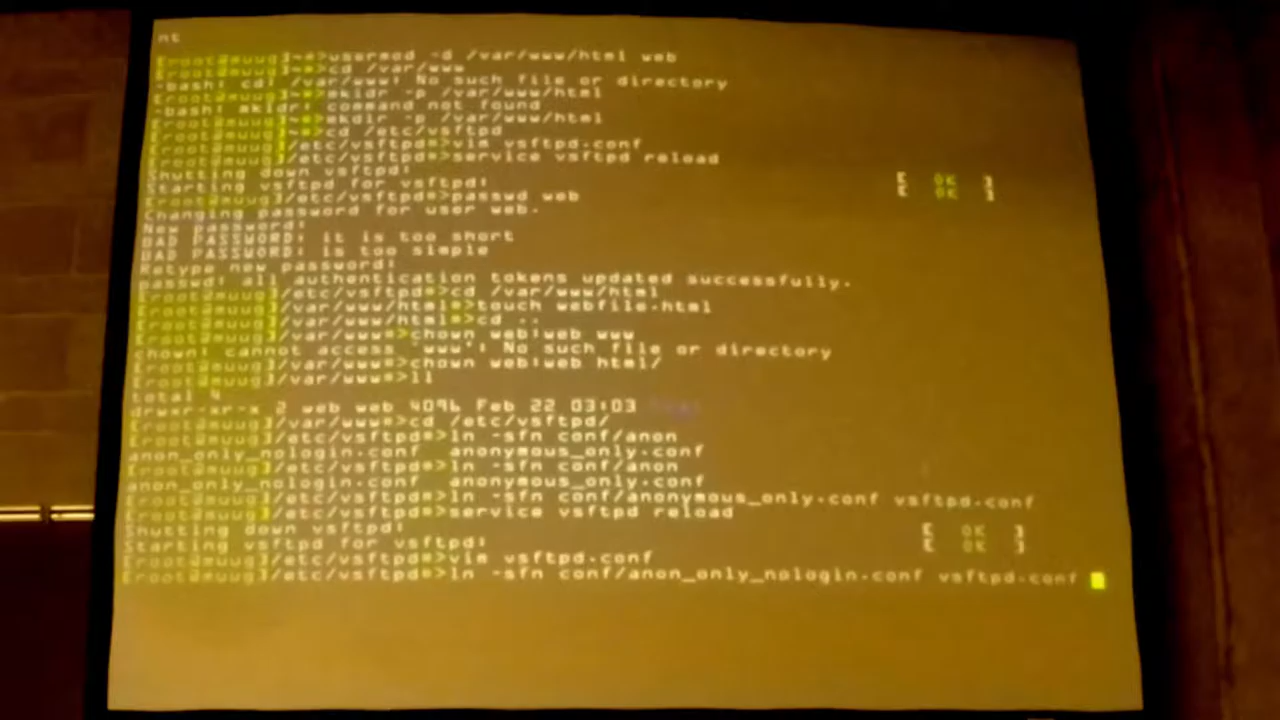 nt
[root@muug]~#>usermod -d /var/www/html web
[root@muug]~#>cd /var/www
-bash: cd: /var/www: No such file or directory
[root@muug]~#>mkidr -p /var/www/html
-bash: mkidr: command not found
[root@muug]~#>mkdir -p /var/www/html
[root@muug]~#>cd /etc/vsftpd
[root@muug]/etc/vsftpd#>vim vsftpd.conf
[root@muug]/etc/vsftpd#>service vsftpd reload
Shutting down vsftpd: [ OK ]
Starting vsftpd for vsftpd: [ OK ]
[root@muug]/etc/vsftpd#>passwd web
Changing password for user web.
New password:
BAD PASSWORD: it is too short
BAD PASSWORD: is too simple
Retype new password:
passwd: all authentication tokens updated successfully.
[root@muug]/etc/vsftpd#>cd /var/www/html
[root@muug]/var/www/html#>touch webfile.html
[root@muug]/var/www/html#>cd ..
[root@muug]/var/www#>chown web:web www
chown: cannot access `www': No such file or directory
[root@muug]/var/www#>chown web:web html/
[root@muug]/var/www#>ll
total 4
drwxr-xr-x 2 web web 4096 Feb 22 03:03
[root@muug]/var/www#>cd /etc/vsftpd/
[root@muug]/etc/vsftpd#>ln -sfn conf/anon
anon_only_nologin.conf anonymous_only.conf
[root@muug]/etc/vsftpd#>ln -sfn conf/anon
anon_only_nologin.conf anonymous_only.conf
[root@muug]/etc/vsftpd#>ln -sfn conf/anonymous_only.conf vsftpd.conf
[root@muug]/etc/vsftpd#>service vsftpd reload
Shutting down vsftpd: [ OK ]
Starting vsftpd for vsftpd: [ OK ]
[root@muug]/etc/vsftpd#>vim vsftpd.conf
[root@muug]/etc/vsftpd#>ln -sfn conf/anon_only_nologin.conf vsftpd.conf